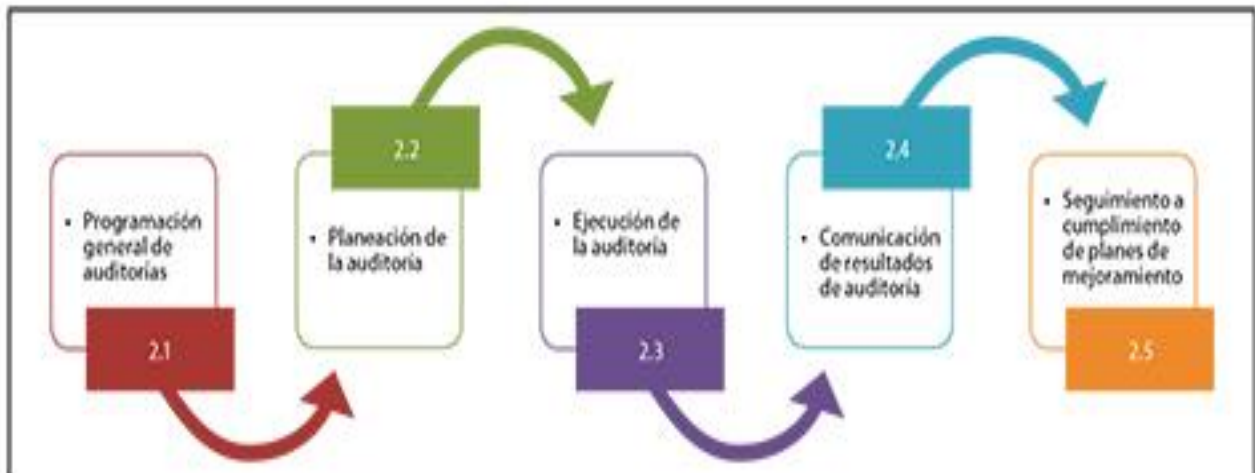 • Programación
general de
auditorías
2.1
2.2
• Planeación de
la auditoría
• Ejecución de
la auditoría
2.3
2.4
• Comunicación
de resultados
de auditoría
• Seguimiento a
cumplimiento
de planes de
mejoramiento
2.5